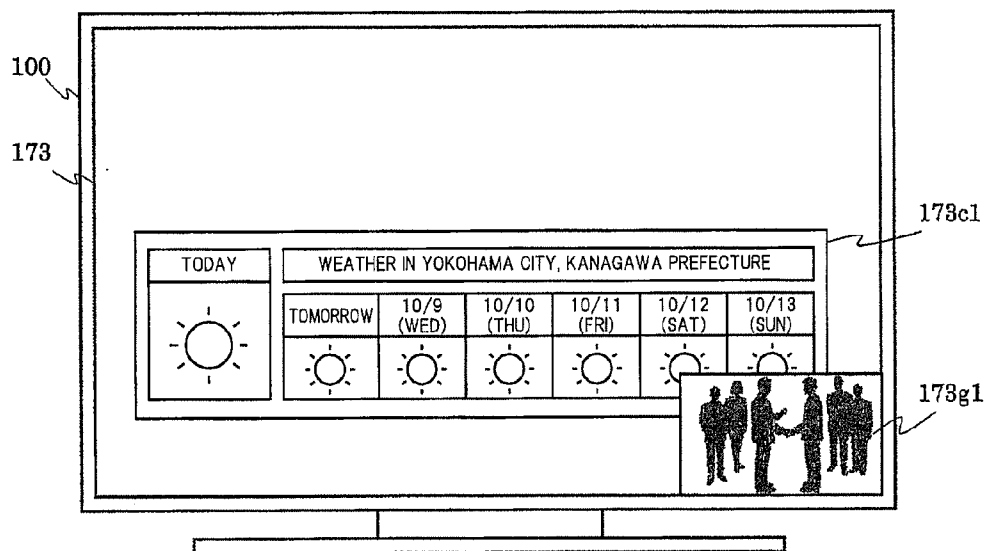 100
173
173c1
TODAY
WEATHER IN YOKOHAMA CITY, KANAGAWA PREFECTURE
TOMORROW
10/9
(WED)
10/10
(THU)
10/11
(FRI)
10/12
(SAT)
10/13
(SUN)
173g1